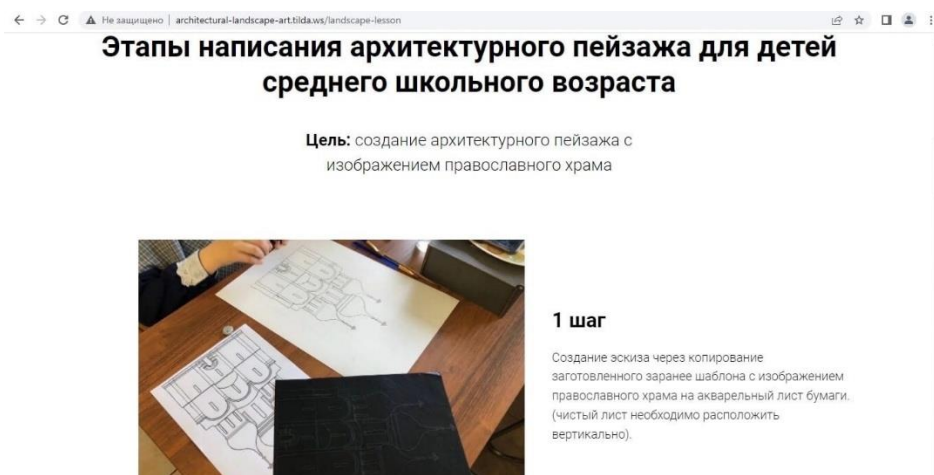 Не защищено | architectural-landscape-art.tilda.ws/landscape-lesson
Этапы написания архитектурного пейзажа для детей
среднего школьного возраста
Цель: создание архитектурного пейзажа с
изображением православного храма
1 шаг
Создание эскиза через копирование
заготовленного заранее шаблона с изображением
православного храма на акварельный лист бумаги.
(чистый лист необходимо расположить
вертикально).